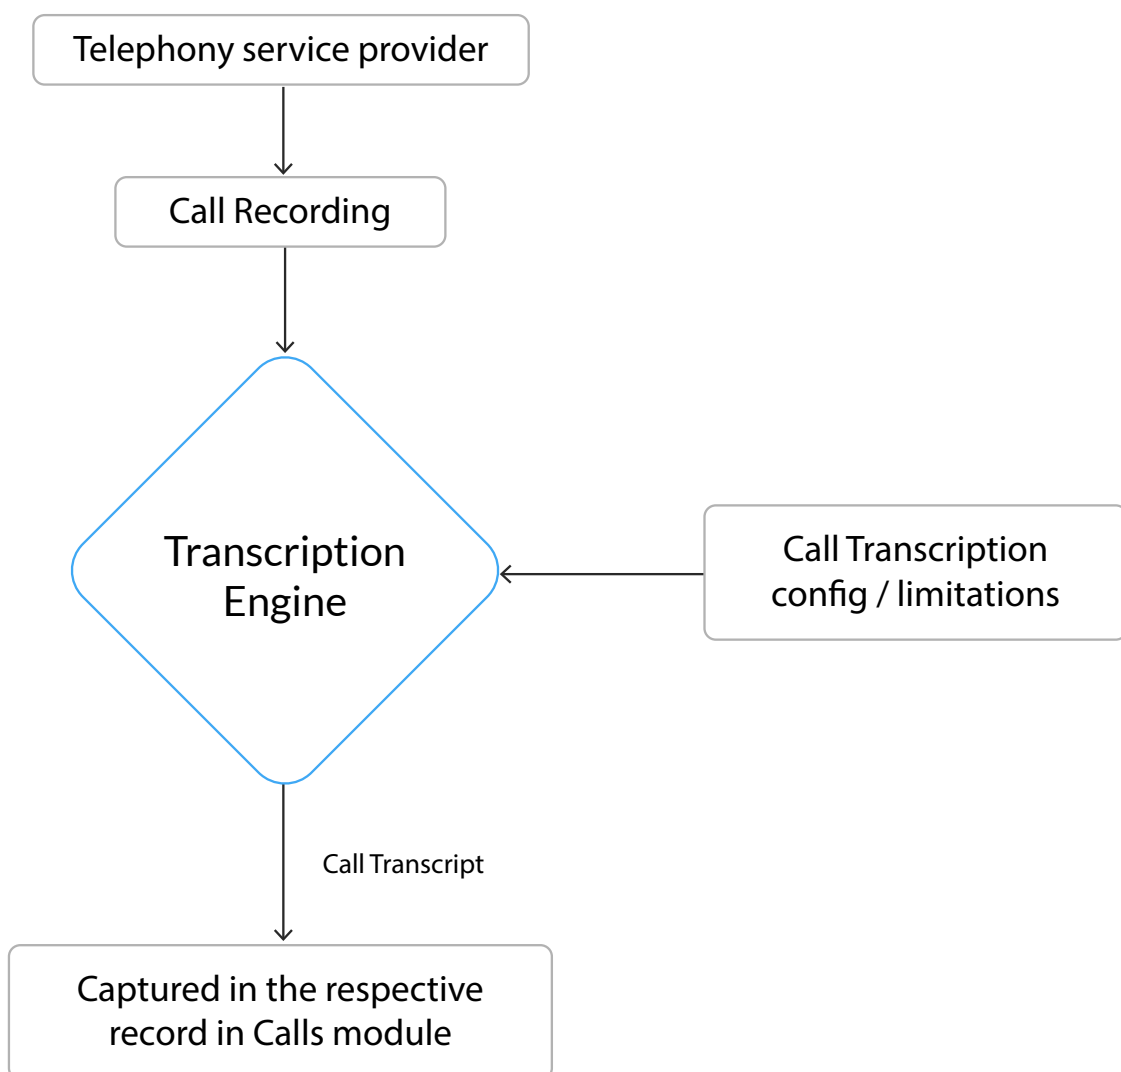 Telephony service provider
Call Recording
Transcription
Engine
Call Transcription
config / limitations
Call Transcript
Captured in the respective
record in Calls module